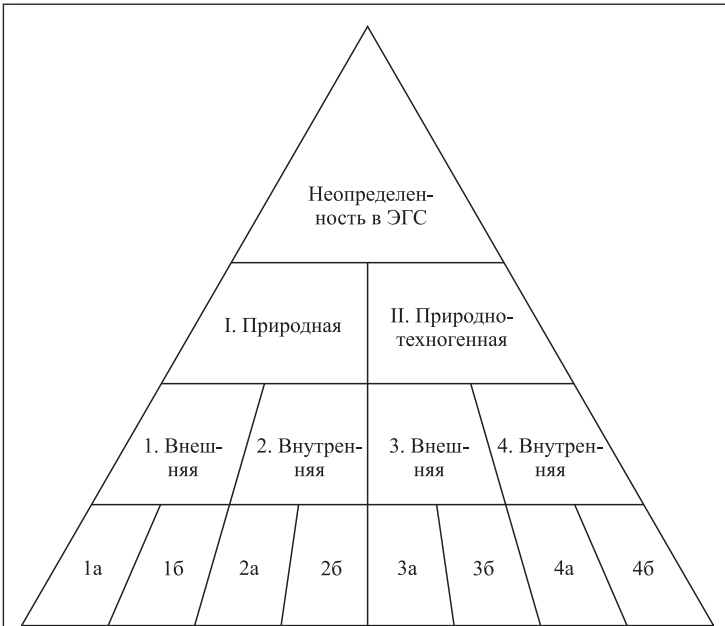 Неопределен-
ность в ЭГС
I. Природная
II. Природно-
техногенная
1. Внеш-
няя
2. Внутрен-
няя
3. Внеш-
няя
4. Внутрен-
няя
1а
1б
2а
2б
3а
3б
4а
4б